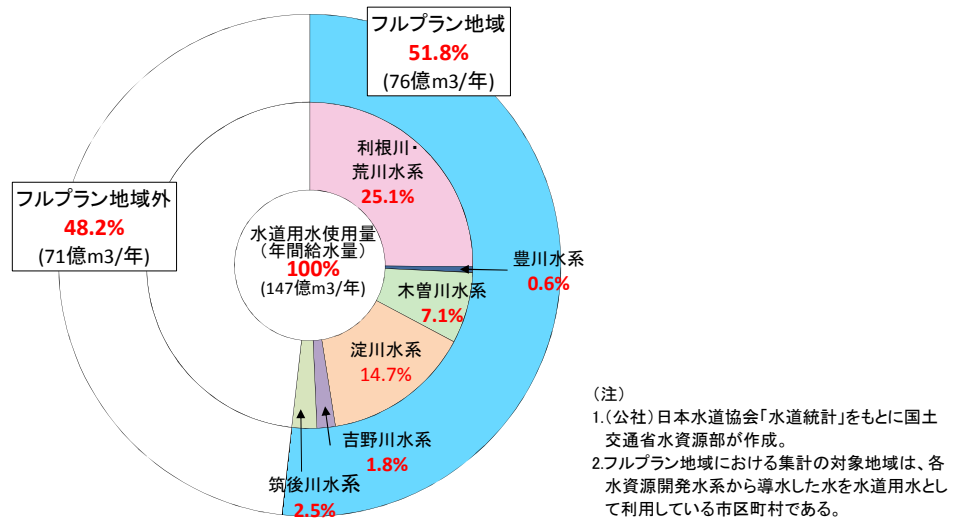 フルプラン地域
51.8%
(76億m3/年)
利根川・
荒川水系
25.1%
フルプラン地域外
48.2%
(71億m3/年)
水道用水使用量
（年間給水量）
100%
(147億m3/年)
豊川水系
0.6%
木曽川水系
7.1%
淀川水系
14.7%
吉野川水系
1.8%
筑後川水系
2.5%
（注）
1.（公社）日本水道協会「水道統計」をもとに国土
交通省水資源部が作成。
2.フルプラン地域における集計の対象地域は、各
水資源開発水系から導水した水を水道用水とし
て利用している市区町村である。